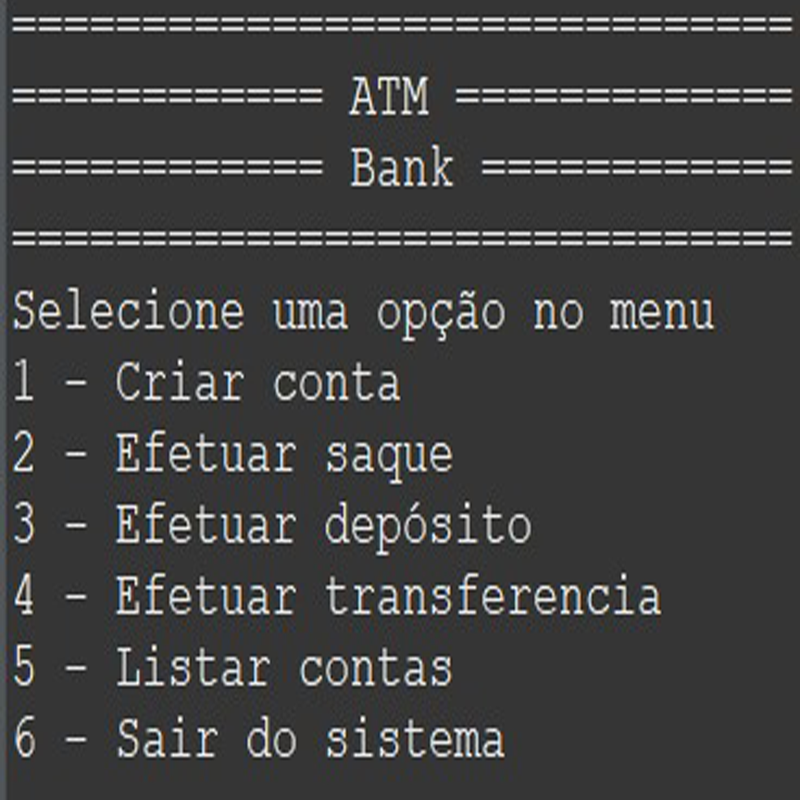 ==============================
============ ATM =============
============ Bank ============
==============================
Selecione uma opção no menu
1 - Criar conta
2 - Efetuar saque
3 - Efetuar depósito
4 - Efetuar transferencia
5 - Listar contas
6 - Sair do sistema